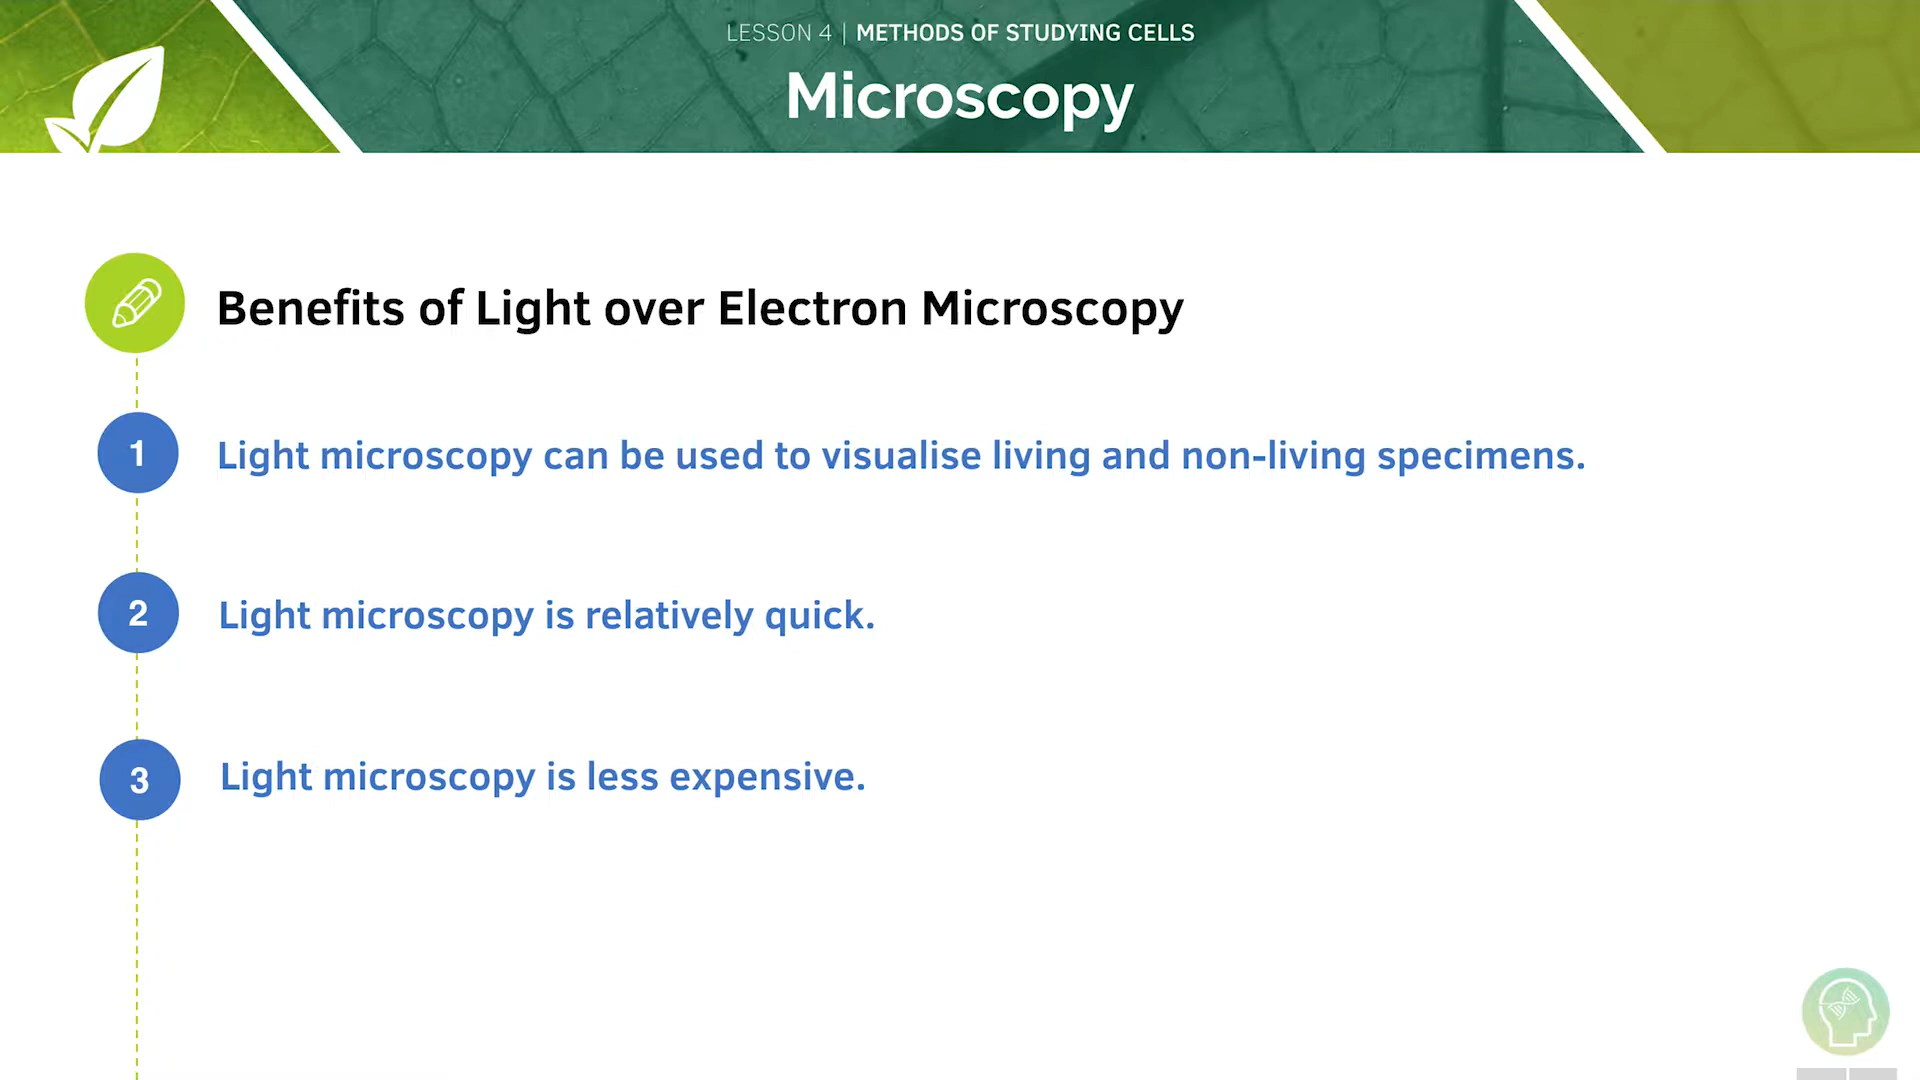 LESSON 4 | METHODS OF STUDYING CELLS
Microscopy
Benefits of Light over Electron Microscopy
1 Light microscopy can be used to visualise living and non-living specimens.
2 Light microscopy is relatively quick.
3 Light microscopy is less expensive.